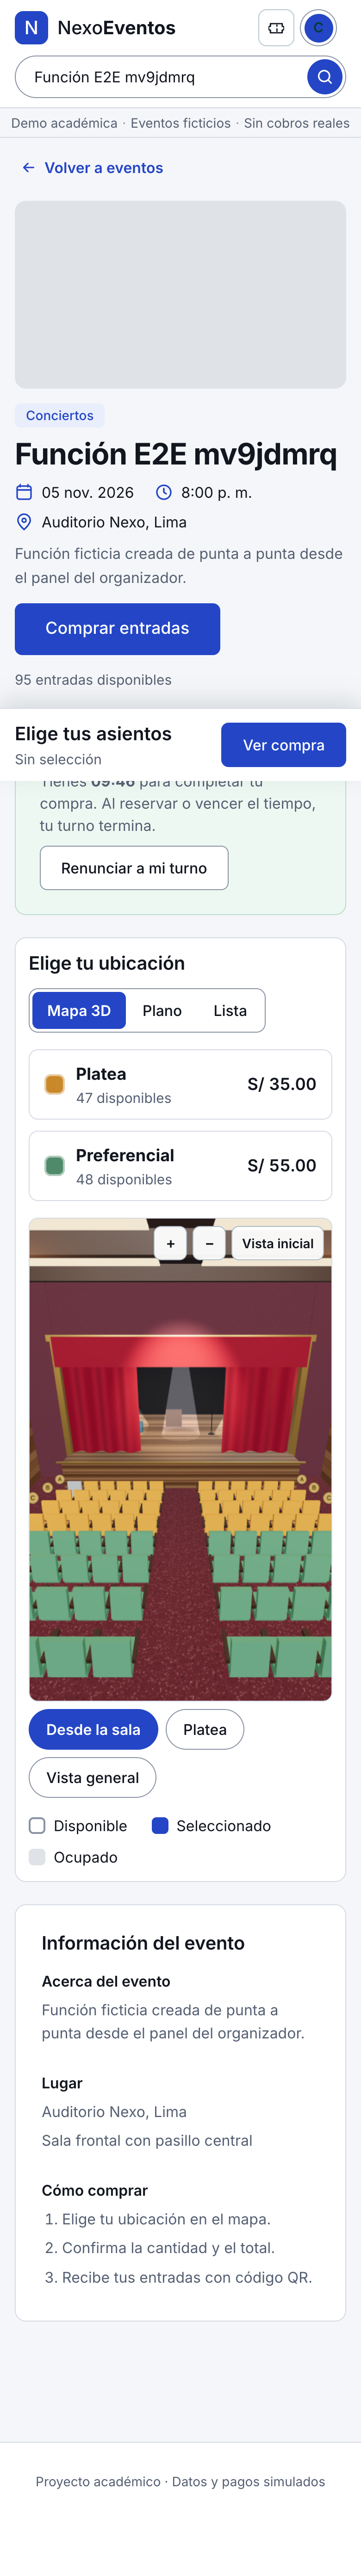 N NexoEventos C
Función E2E mv9jdmrq
Demo académica · Eventos ficticios · Sin cobros reales
← Volver a eventos
Conciertos
Función E2E mv9jdmrq
05 nov. 2026 8:00 p. m.
Auditorio Nexo, Lima
Función ficticia creada de punta a punta desde
el panel del organizador.
Comprar entradas
95 entradas disponibles
Elige tus asientos
Sin selección
Ver compra
Tienes 09:46 para completar tu
compra. Al reservar o vencer el tiempo,
tu turno termina.
Renunciar a mi turno
Elige tu ubicación
Mapa 3D Plano Lista
Platea
47 disponibles
S/ 35.00
Preferencial
48 disponibles
S/ 55.00
+ − Vista inicial
A A
B B
C C
Desde la sala Platea
Vista general
Disponible Seleccionado
Ocupado
Información del evento
Acerca del evento
Función ficticia creada de punta a
punta desde el panel del organizador.
Lugar
Auditorio Nexo, Lima
Sala frontal con pasillo central
Cómo comprar
1. Elige tu ubicación en el mapa.
2. Confirma la cantidad y el total.
3. Recibe tus entradas con código QR.
Proyecto académico · Datos y pagos simulados